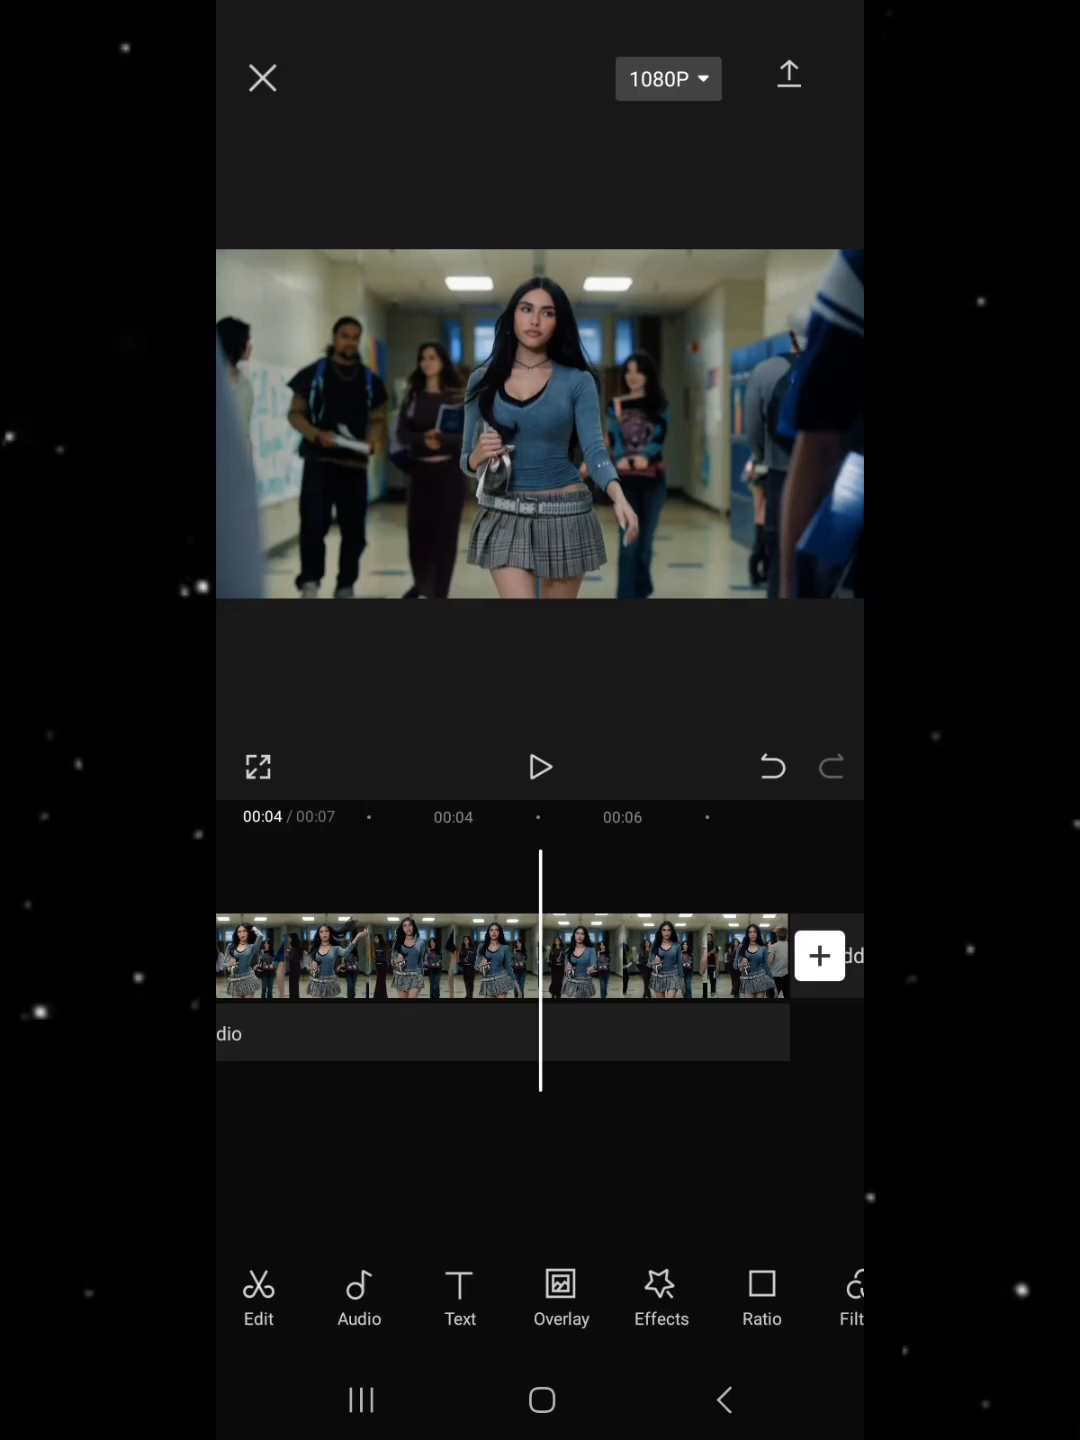 1080P
00:04 / 00:07
00:04
00:06
dd
dio
Edit
Audio
Text
Overlay
Effects
Ratio
Filt